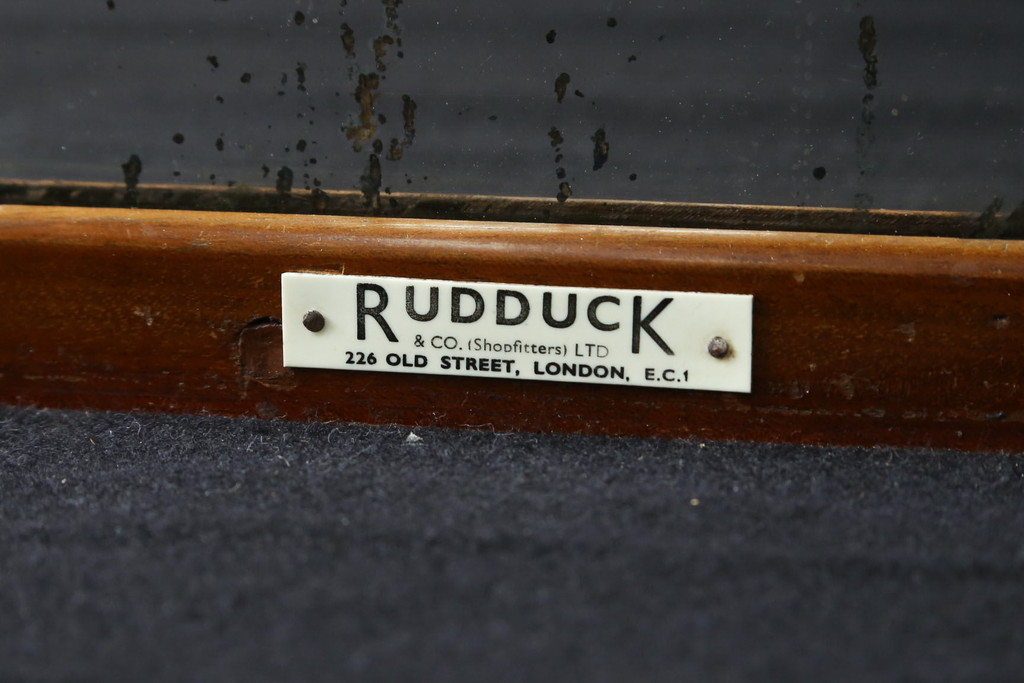 RUDDUCK
& CO. (Shopfitters) LTD
226 OLD STREET, LONDON, E.C.1